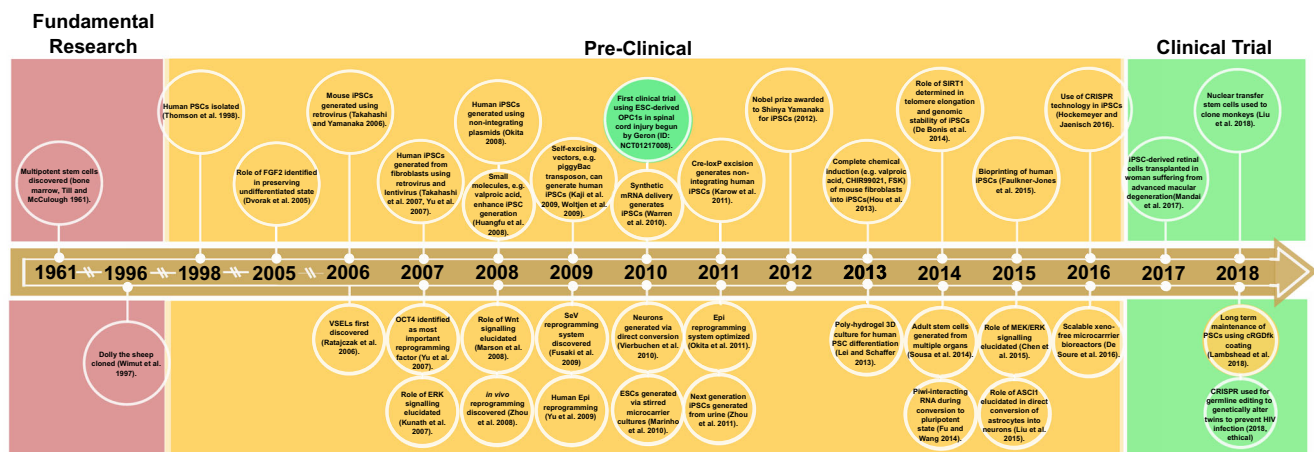 Fundamental
Research
Pre-Clinical
Clinical Trial
Multipotent stem cells
discovered (bone
marrow, Till and
McCulough 1961).
Human PSCs isolated
(Thomson et al. 1998).
Role of FGF2 identified
in preserving
undifferentiated state
(Dvorak et al. 2005)
Mouse iPSCs
generated using
retrovirus (Takahashi
and Yamanaka 2006).
Human iPSCs
generated from
fibroblasts using
retrovirus and
lentivirus (Takahashi
et al. 2007, Yu et al.
2007).
Human iPSCs
generated using
non-integrating
plasmids (Okita
2008).
Small
molecules, e.g.
valproic acid,
enhance iPSC
generation
(Huangfu et al.
2008).
Self-excising
vectors, e.g.
piggyBac
transposon, can
generate human
iPSCs (Kaji et al.
2009, Woltjen et al.
2009).
First clinical trial
using ESC-derived
OPC1s in spinal
cord injury begun
by Geron (ID:
NCT01217008).
Synthetic
mRNA delivery
generates
iPSCs (Warren
et al. 2010).
Cre-loxP excision
generates non-
integrating human
iPSCs (Karow et
al. 2011).
Nobel prize awarded
to Shinya Yamanaka
for iPSCs (2012).
Complete chemical
induction (e.g. valproic
acid, CHIR99021, FSK)
of mouse fibroblasts
into iPSCs(Hou et al.
2013).
Role of SIRT1
determined in
telomere elongation
and genomic
stability of iPSCs
(De Bonis et al.
2014).
Bioprinting of human
iPSCs (Faulkner-Jones
et al. 2015).
Use of CRISPR
technology in iPSCs
(Hockemeyer and
Jaenisch 2016).
iPSC-derived retinal
cells transplanted in
woman suffering from
advanced macular
degeneration(Mandai
et al. 2017).
Nuclear transfer
stem cells used to
clone monkeys (Liu
et al. 2018).
1961
1996
1998
2005
2006
2007
2008
2009
2010
2011
2012
2013
2014
2015
2016
2017
2018
Dolly the sheep
cloned (Wimut et al.
1997).
VSELs first
discovered
(Ratajczak et al.
2006).
OCT4 identified
as most
important
reprogramming
factor (Yu et al.
2007).
Role of ERK
signalling
elucidated
(Kunath et al.
2007).
Role of Wnt
signalling
elucidated
(Marson et al.
2008).
in vivo
reprogramming
discovered (Zhou
et al. 2008).
SeV
reprogramming
system
discovered
(Fusaki et al.
2009)
Human Epi
reprogramming
(Yu et al. 2009)
Neurons
generated via
direct conversion
(Vierbuchen et al.
2010).
ESCs generated
via stirred
microcarrier
cultures (Marinho
et al. 2010).
Epi
reprogramming
system optimized
(Okita et al. 2011).
Next generation
iPSCs generated
from urine (Zhou et
al. 2011).
Poly-hydrogel 3D
culture for human
PSC differentiation
(Lei and Schaffer
2013).
Adult stem cells
generated from
multiple organs
(Sousa et al. 2014).
Piwi-interacting
RNA during
conversion to
pluripotent
state (Fu and
Wang 2014).
Role of MEK/ERK
signalling
elucidated (Chen et
al. 2015).
Role of ASCl1
elucidated in direct
conversion of
astrocytes into
neurons (Liu et al.
2015).
Scalable xeno-
free microcarrrier
bioreactors (De
Soure et al. 2016).
Long term
maintenance of
PSCs using cRGDfk
coating
(Lambshead et al.
2018).
CRISPR used for
germline editing to
genetically alter
twins to prevent HIV
infection (2018,
ethical)